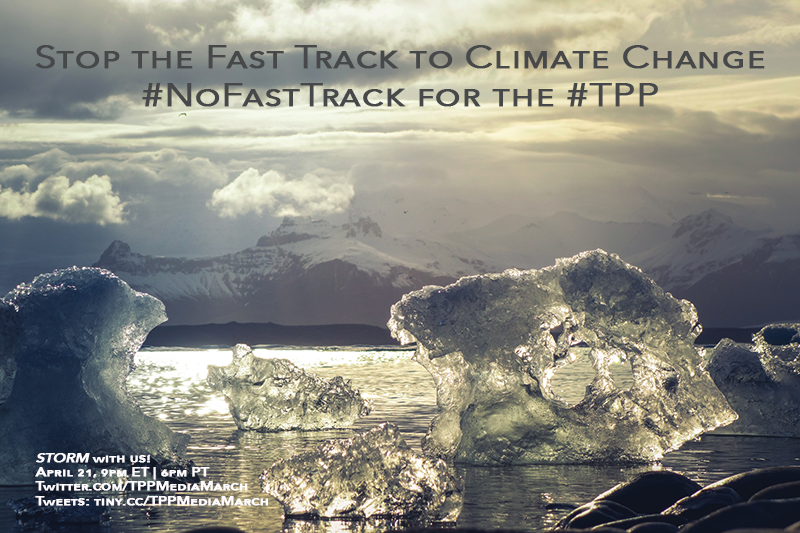 Stop the Fast Track to Climate Change
#NoFastTrack for the #TPP
STORM with us!
April 21, 9pm ET | 6pm PT
Twitter.com/TPPMediaMarch
Tweets: tiny.cc/TPPMediaMarch